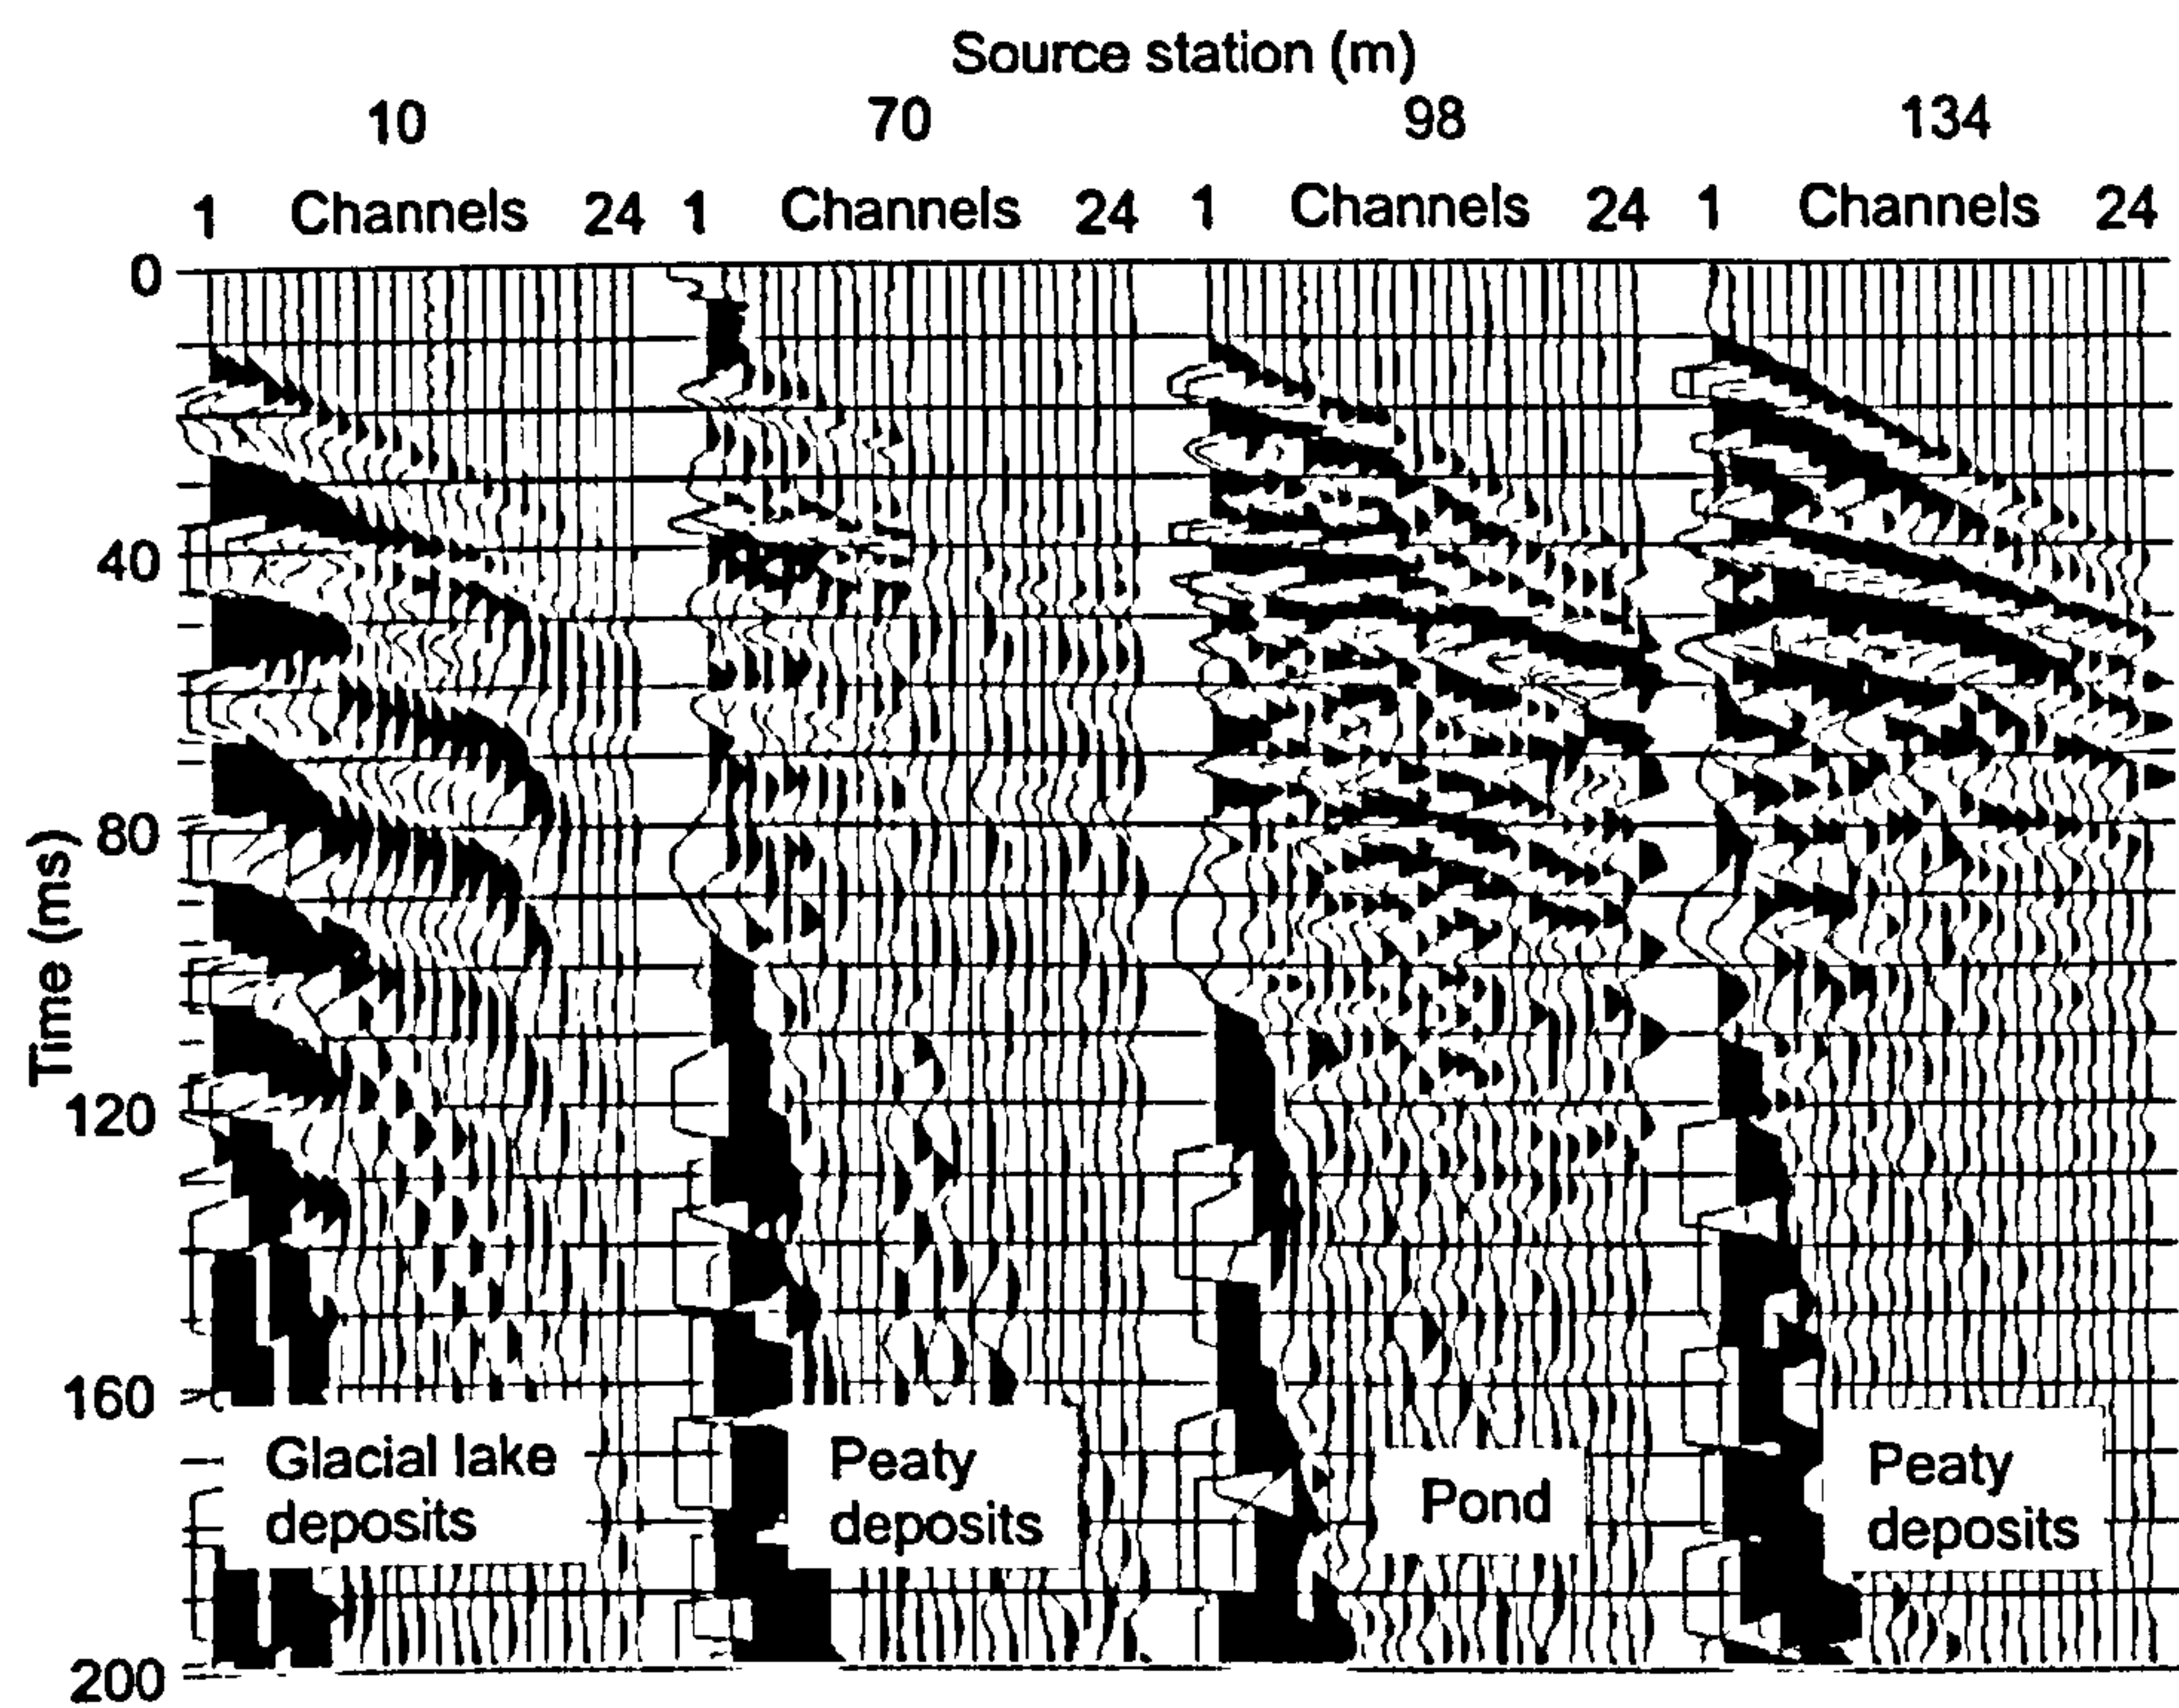 Source station (m)
10 70 98 134
1 Channels 24 1 Channels 24 1 Channels 24 1 Channels 24
0
40
80
120
160
200
Time (ms)
Glacial lake
deposits
Peaty
deposits
Pond
Peaty
deposits